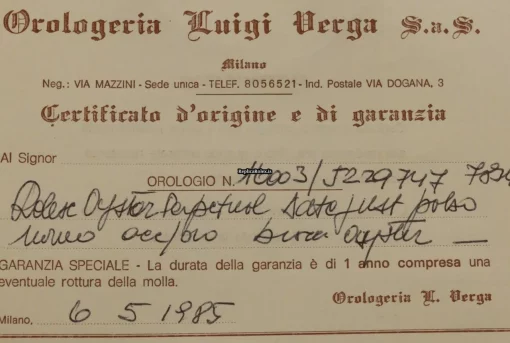 Orologeria Luigi Verga S.a.S.
Milano
Neg.: VIA MAZZINI - Sede unica - TELEF. 8056521 - Ind. Postale VIA DOGANA, 3
Certificato d'origine e di garanzia
Al Signor
OROLOGIO N. 16003/5229747
Rolex Oyster Perpetual Datejust polso
uomo acc/oro Oyster
GARANZIA SPECIALE - La durata della garanzia è di 1 anno compresa una
eventuale rottura della molla.
Orologeria L. Verga
Milano, 6 5 1985